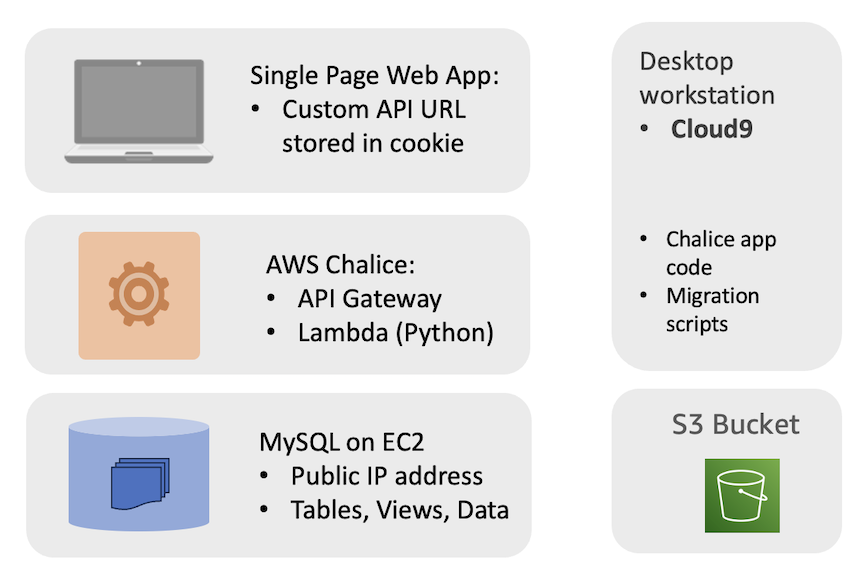 Single Page Web App:
• Custom API URL
stored in cookie
AWS Chalice:
• API Gateway
• Lambda (Python)
MySQL on EC2
• Public IP address
• Tables, Views, Data
Desktop
workstation
• Cloud9
• Chalice app
code
• Migration
scripts
S3 Bucket